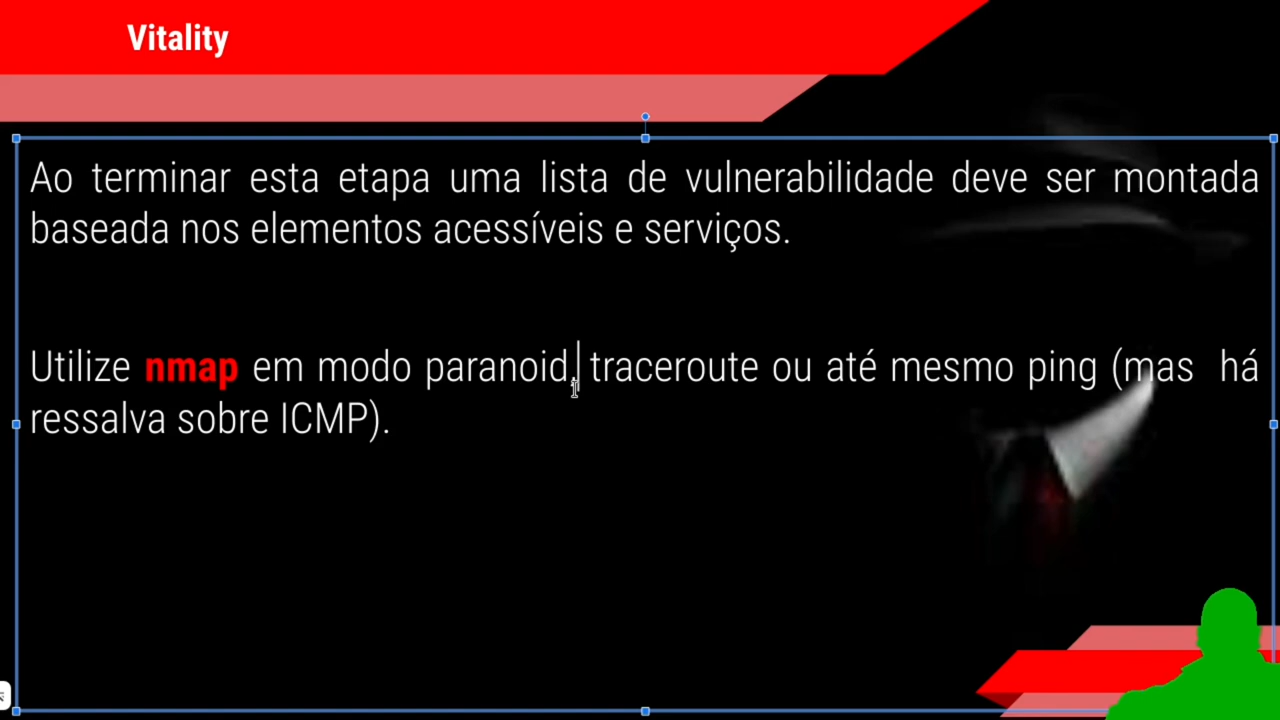 Vitality
Ao terminar esta etapa uma lista de vulnerabilidade deve ser montada
baseada nos elementos acessíveis e serviços.
Utilize nmap em modo paranoid, traceroute ou até mesmo ping (mas há
ressalva sobre ICMP).